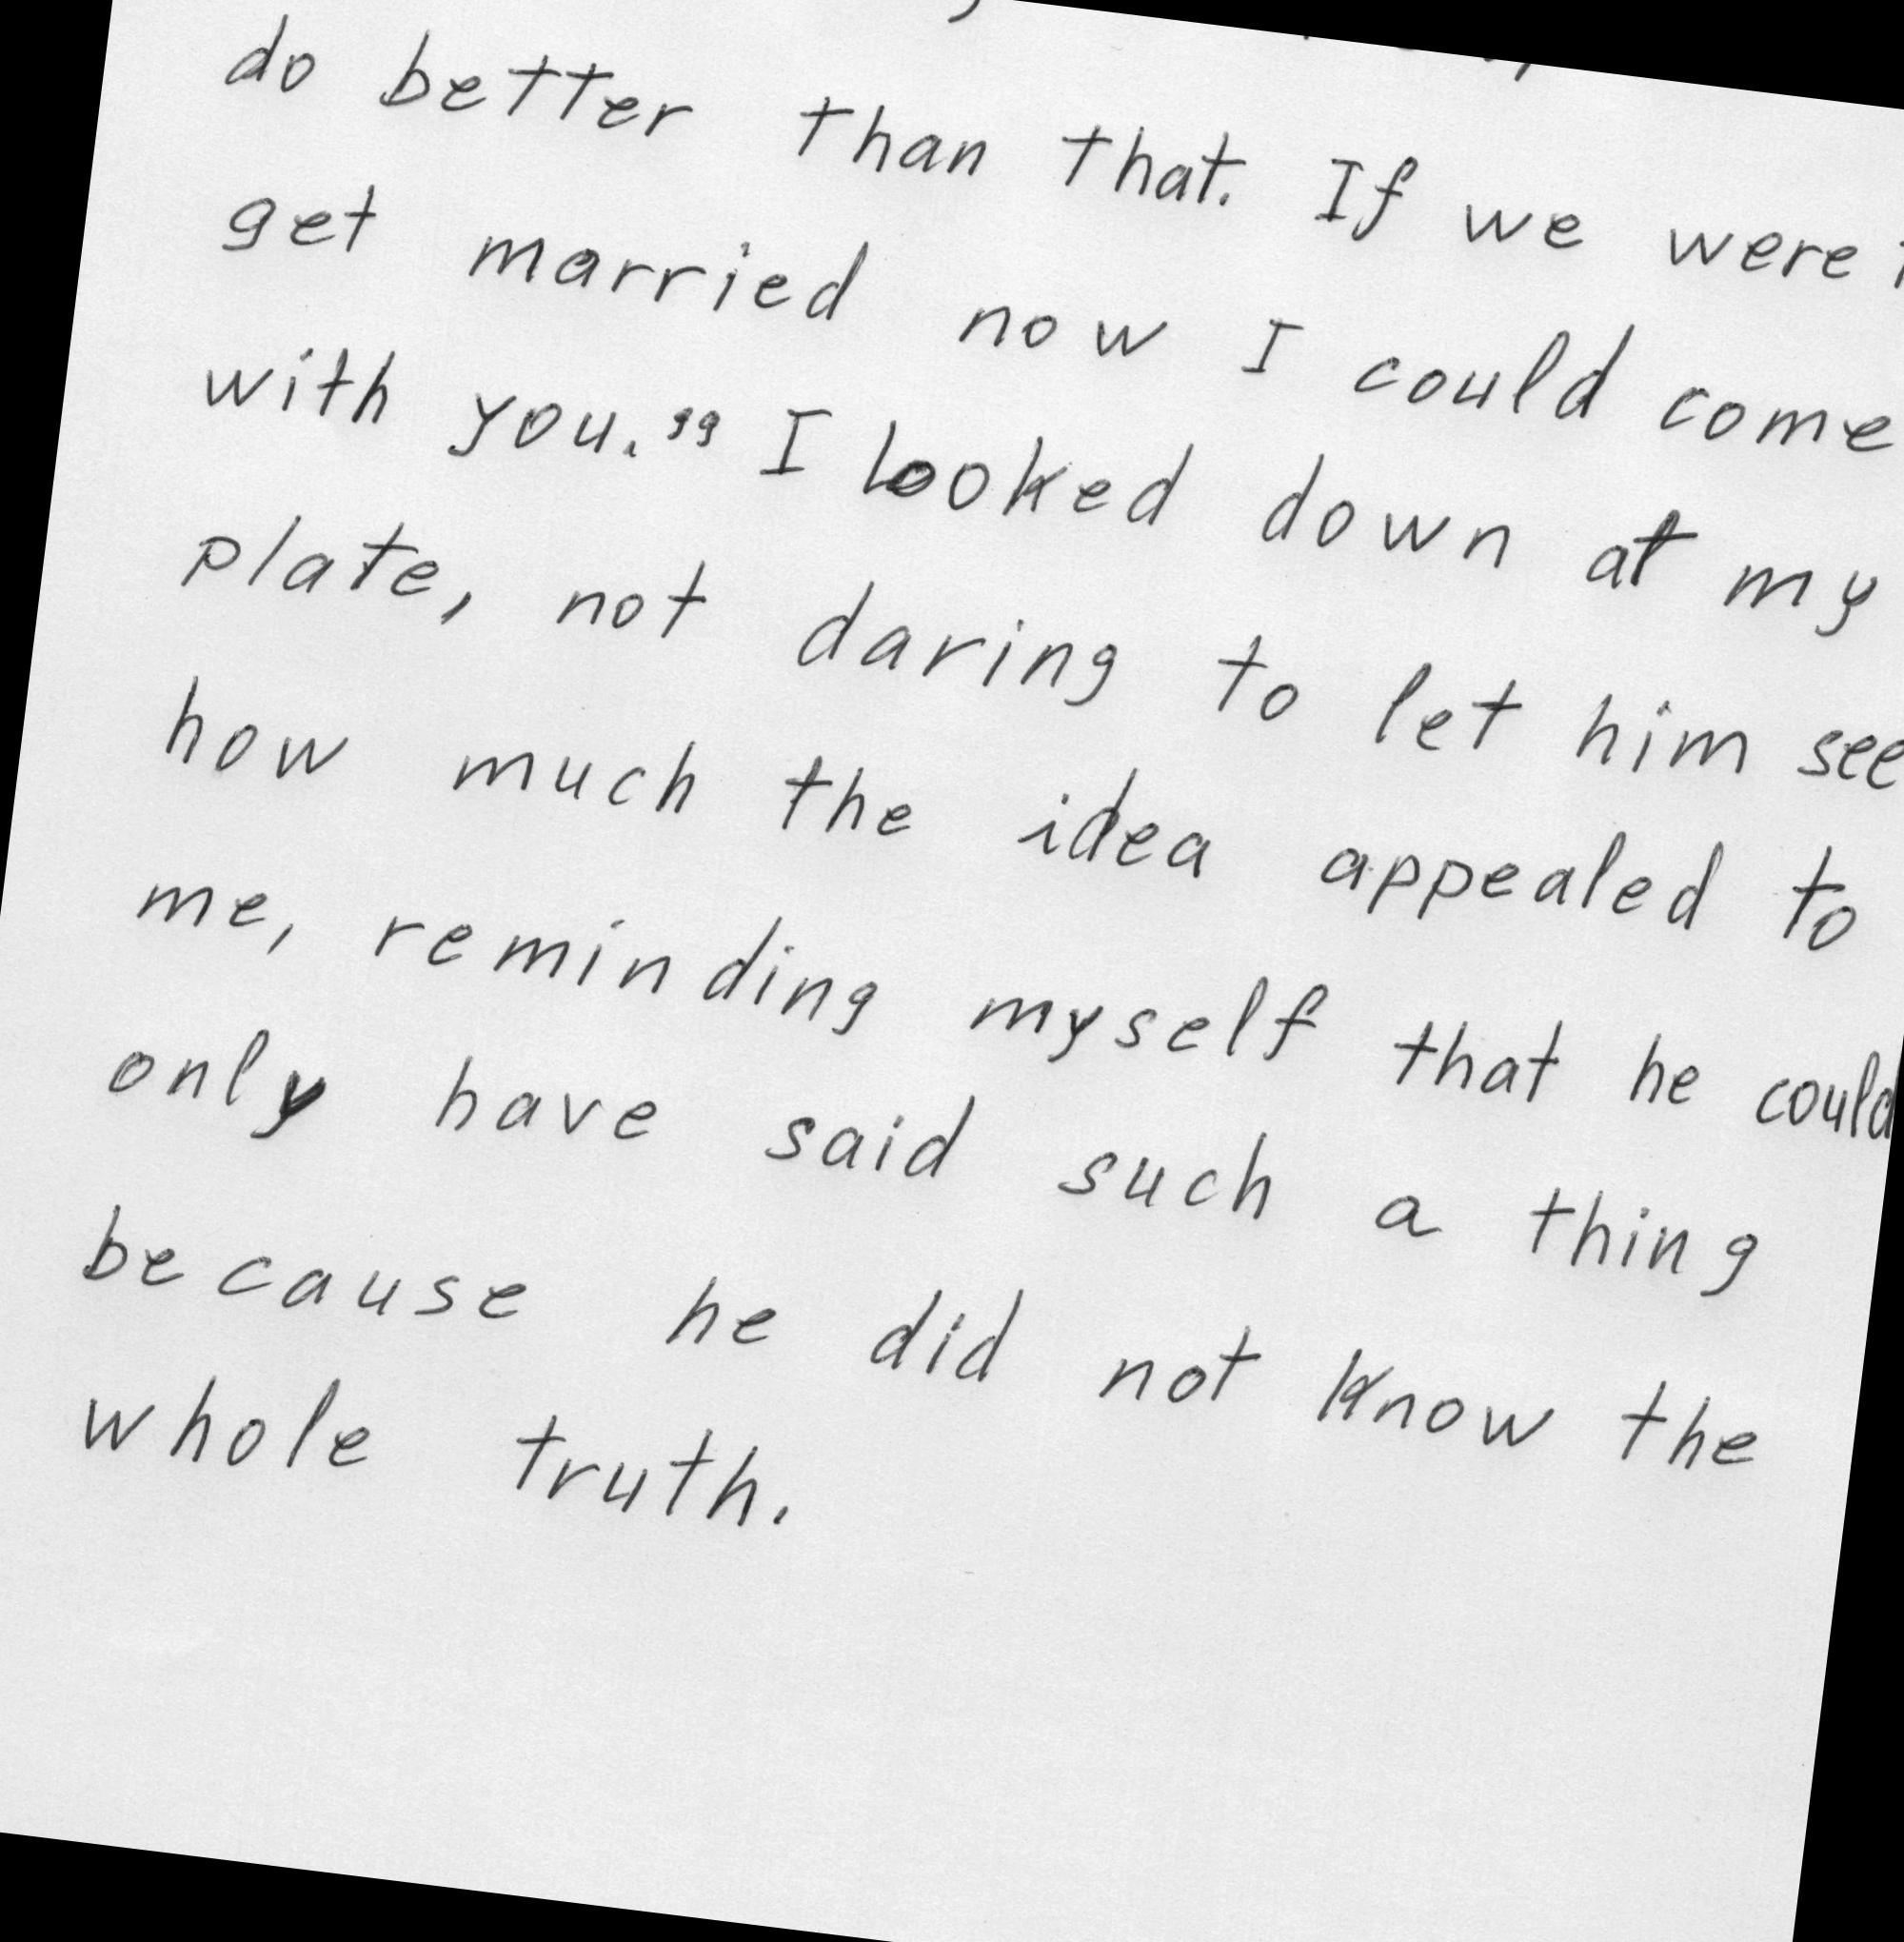 do better than that. If we were
get married now I could come
with you." I looked down at my
plate, not daring to let him see
how much the idea appealed to
me, reminding myself that he could
only have said such a thing
because he did not know the
whole truth.